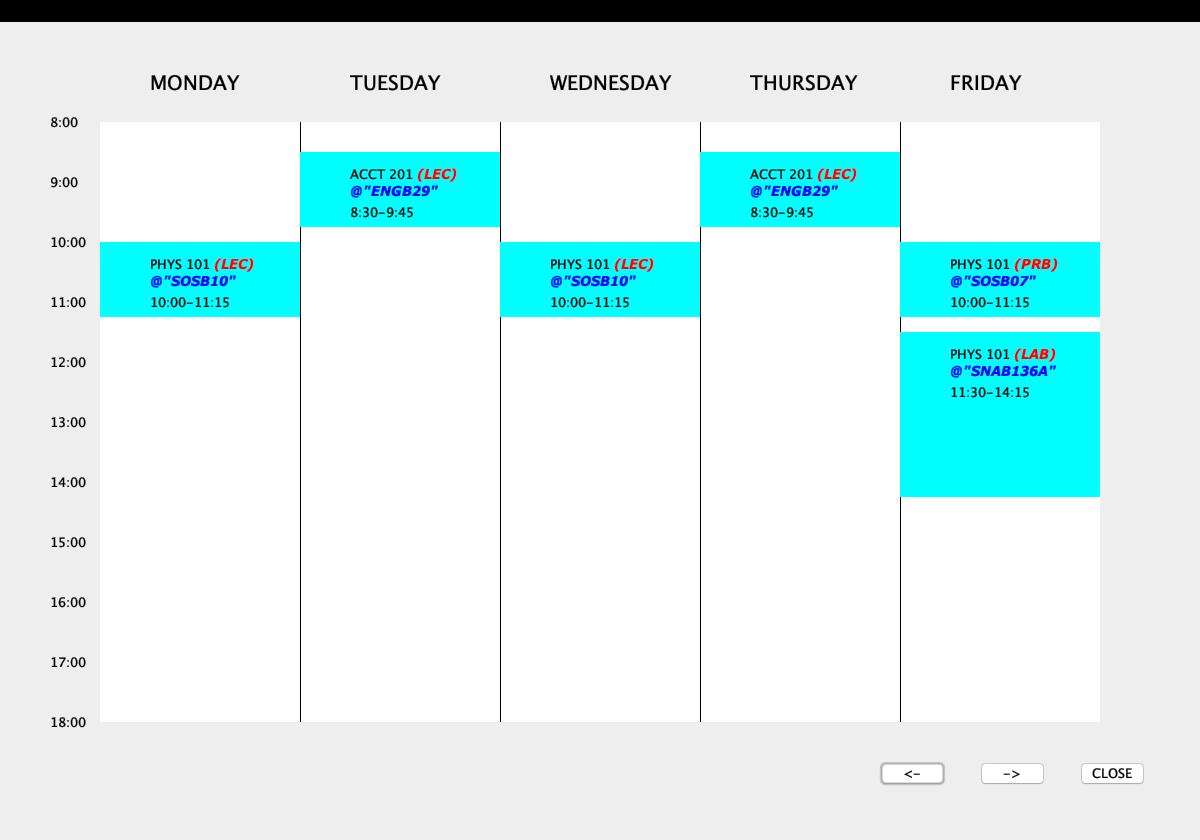 MONDAY TUESDAY WEDNESDAY THURSDAY FRIDAY
8:00
ACCT 201 (LEC)
@"ENGB29"
8:30-9:45
ACCT 201 (LEC)
@"ENGB29"
8:30-9:45
9:00
10:00
PHYS 101 (LEC)
@"SOSB10"
10:00-11:15
PHYS 101 (LEC)
@"SOSB10"
10:00-11:15
PHYS 101 (PRB)
@"SOSB07"
10:00-11:15
11:00
PHYS 101 (LAB)
@"SNAB136A"
11:30-14:15
12:00
13:00
14:00
15:00
16:00
17:00
18:00
<- -> CLOSE